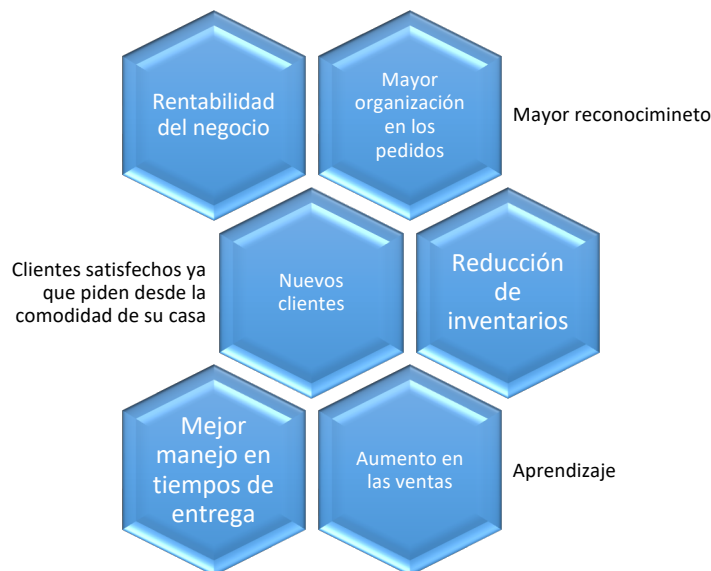 Rentabilidad
del negocio
Mayor
organización
en los
pedidos
Mayor reconocimineto
Clientes satisfechos ya
que piden desde la
comodidad de su casa
Nuevos
clientes
Reducción
de
inventarios
Mejor
manejo en
tiempos de
entrega
Aumento en
las ventas
Aprendizaje